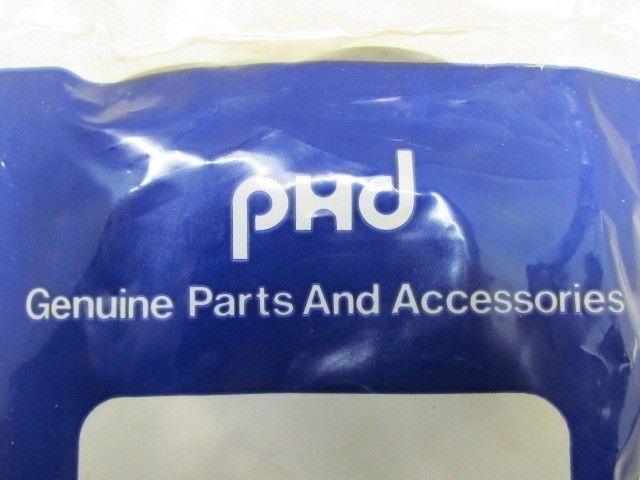 PHD
Genuine Parts And Accessories